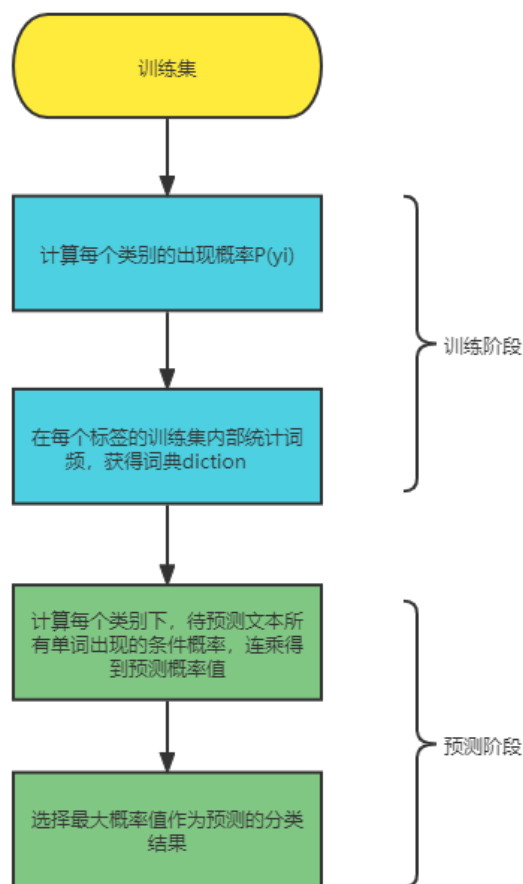 训练集
计算每个类别的出现概率P(yi)
训练阶段
在每个标签的训练集内部统计词
频，获得词典diction
计算每个类别下，待预测文本所
有单词出现的条件概率，连乘得
到预测概率值
预测阶段
选择最大概率值作为预测的分类
结果